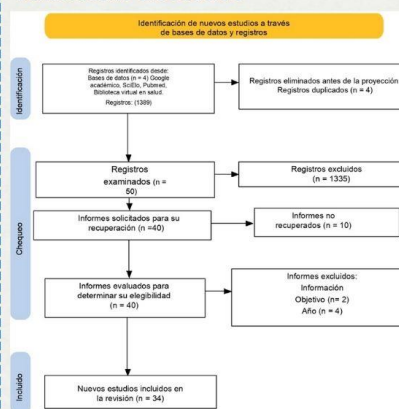 Identificación de nuevos estudios a través
de bases de datos y registros
Identificación
Registros identificados desde:
Bases de datos (n = 4) Google
académico, SciElo, Pubmed,
Biblioteca virtual en salud.
Registros: (1389)
Registros eliminados antes de la proyección
Registros duplicados (n = 4)
Chequeo
Registros
examinados (n =
50)
Registros excluidos
(n = 1335)
Informes solicitados para su
recuperación (n =40)
Informes no
recuperados (n = 10)
Informes evaluados para
determinar su elegibilidad
(n = 40)
Informes excluidos:
Información
Objetivo (n= 2)
Año (n = 4)
Incluido
Nuevos estudios incluidos en
la revisión (n = 34)